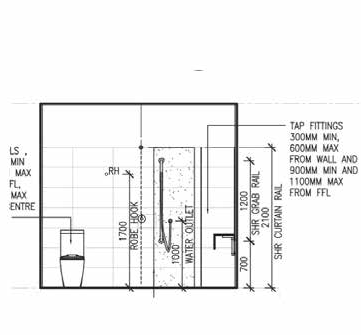 TAP FITTINGS
300MM MIN,
600MM MAX
FROM WALL AND
900MM MIN AND
1100MM MAX
FROM FFL
LS ,
MIN
MAX
FL,
MAX
ENTRE
RH
1700
ROBE HOOK
1000
WATER OUTLET
1200
700
SHR GRAB RAIL
2100
SHR CURTAIN RAIL